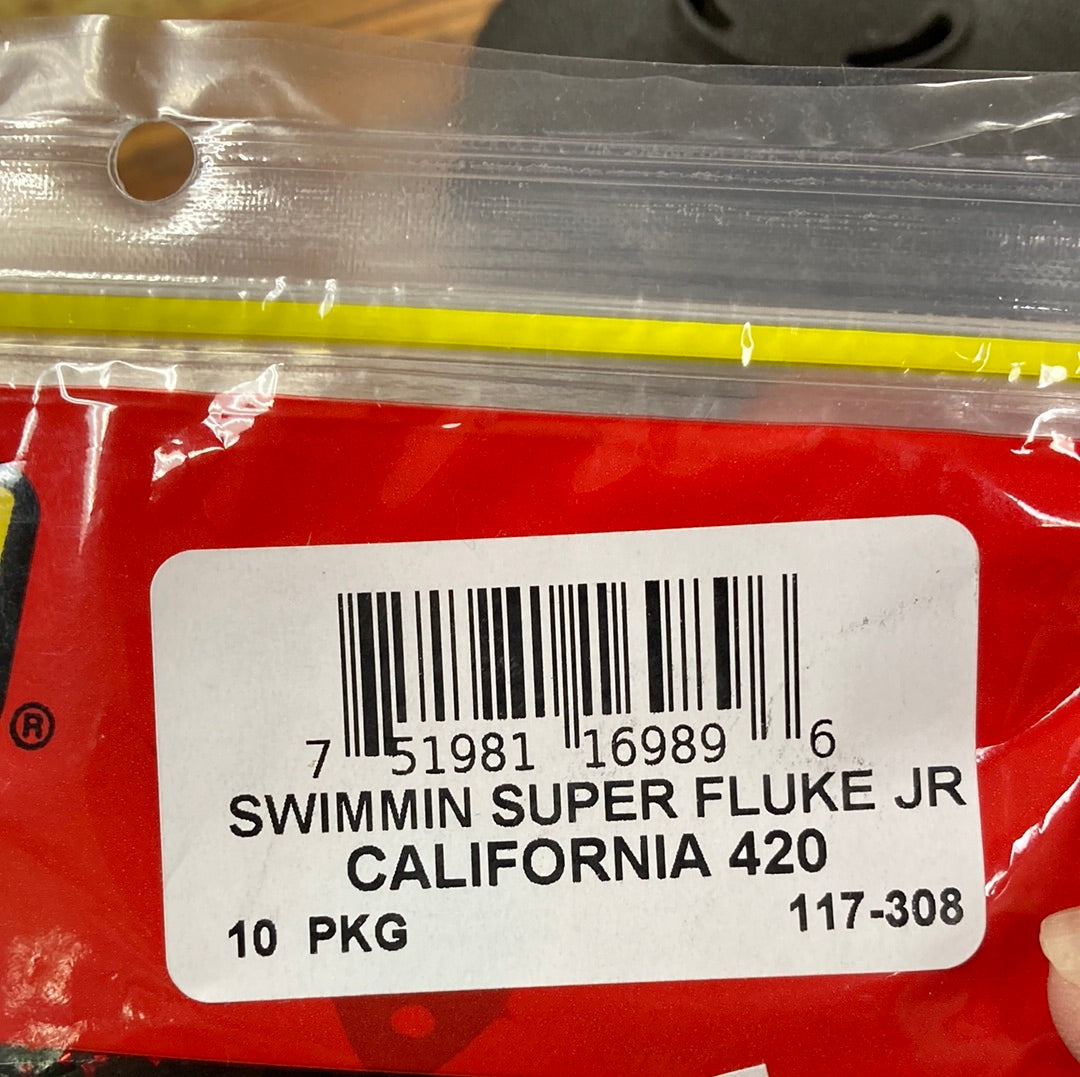 ®
7 51981 16989 6
SWIMMIN SUPER FLUKE JR
CALIFORNIA 420
10 PKG 117-308